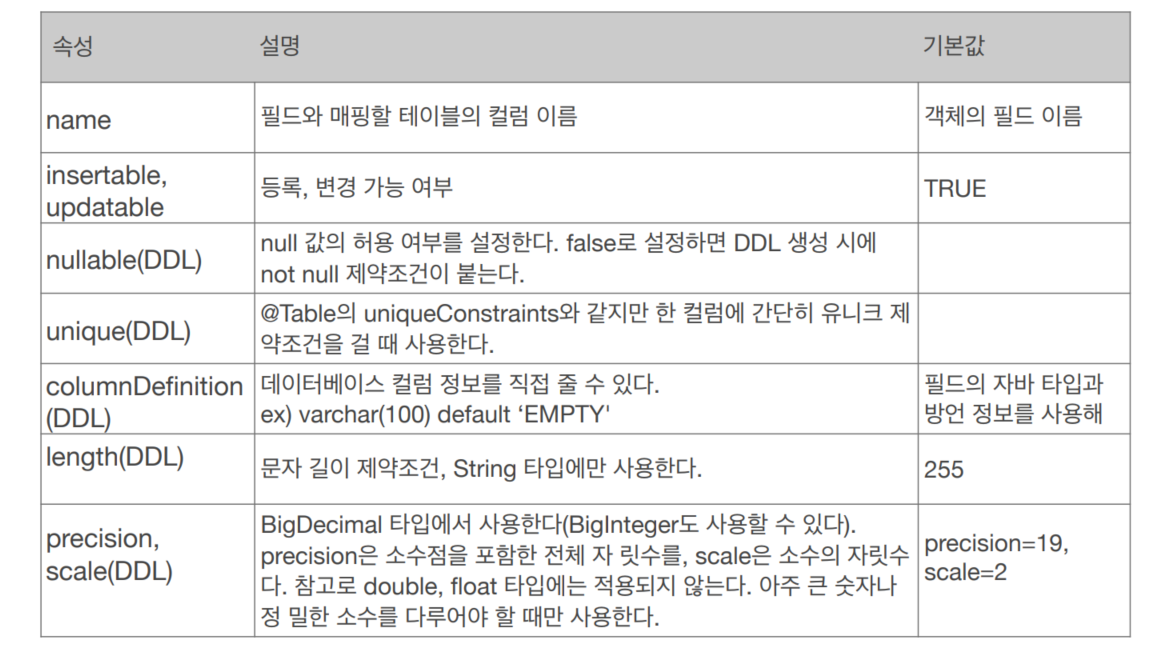 속성 설명 기본값
name 필드와 매핑할 테이블의 컬럼 이름 객체의 필드 이름
insertable,
updatable
등록, 변경 가능 여부 TRUE
nullable(DDL)
null 값의 허용 여부를 설정한다. false로 설정하면 DDL 생성 시에
not null 제약조건이 붙는다.
unique(DDL)
@Table의 uniqueConstraints와 같지만 한 컬럼에 간단히 유니크 제
약조건을 걸 때 사용한다.
columnDefinition
(DDL)
데이터베이스 컬럼 정보를 직접 줄 수 있다.
ex) varchar(100) default ‘EMPTY'
필드의 자바 타입과
방언 정보를 사용해
length(DDL)
문자 길이 제약조건, String 타입에만 사용한다.
255
precision,
scale(DDL)
BigDecimal 타입에서 사용한다(BigInteger도 사용할 수 있다).
precision은 소수점을 포함한 전체 자 릿수를, scale은 소수의 자릿수
다. 참고로 double, float 타입에는 적용되지 않는다. 아주 큰 숫자나
정 밀한 소수를 다루어야 할 때만 사용한다.
precision=19,
scale=2